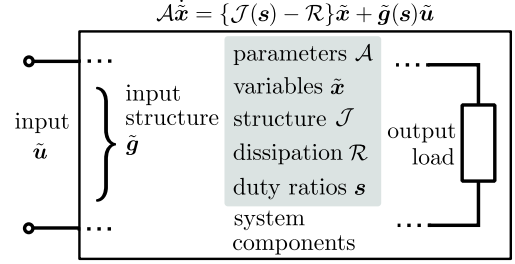 𝒜𝒙̃̇ = {𝒥(𝒔) − ℛ}𝒙̃ + 𝒈̃(𝒔)𝒖̃
parameters 𝒜
variables 𝒙̃
structure 𝒥
dissipation ℛ
duty ratios 𝒔
system
components
input
𝒖̃
input
structure
𝒈̃
output
load